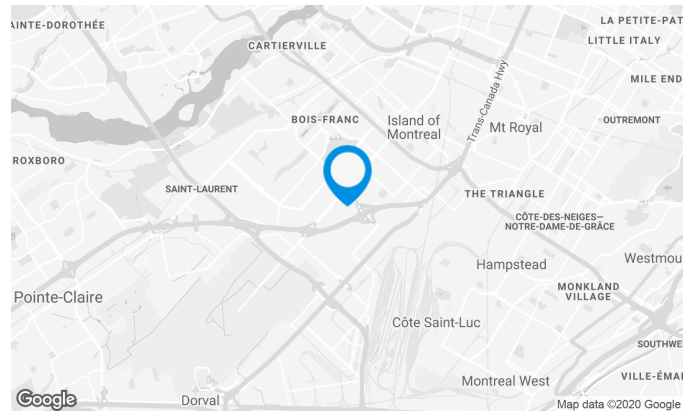 AINTE-DOROTHÉE
LA PETITE-PAT
LITTLE ITALY
CARTIERVILLE
MILE END
Trans-Canada Hwy
BOIS-FRANC
Island of
Montreal
Mt Royal
OUTREMONT
ROXBORO
SAINT-LAURENT
THE TRIANGLE
CÔTE-DES-NEIGES—
NOTRE-DAME-DE-GRÂCE
Hampstead
Westmou
MONKLAND
VILLAGE
Pointe-Claire
Côte Saint-Luc
SOUTHWE
Montreal West
VILLE-ÉMA
Google
Dorval
Map data ©2020 Google